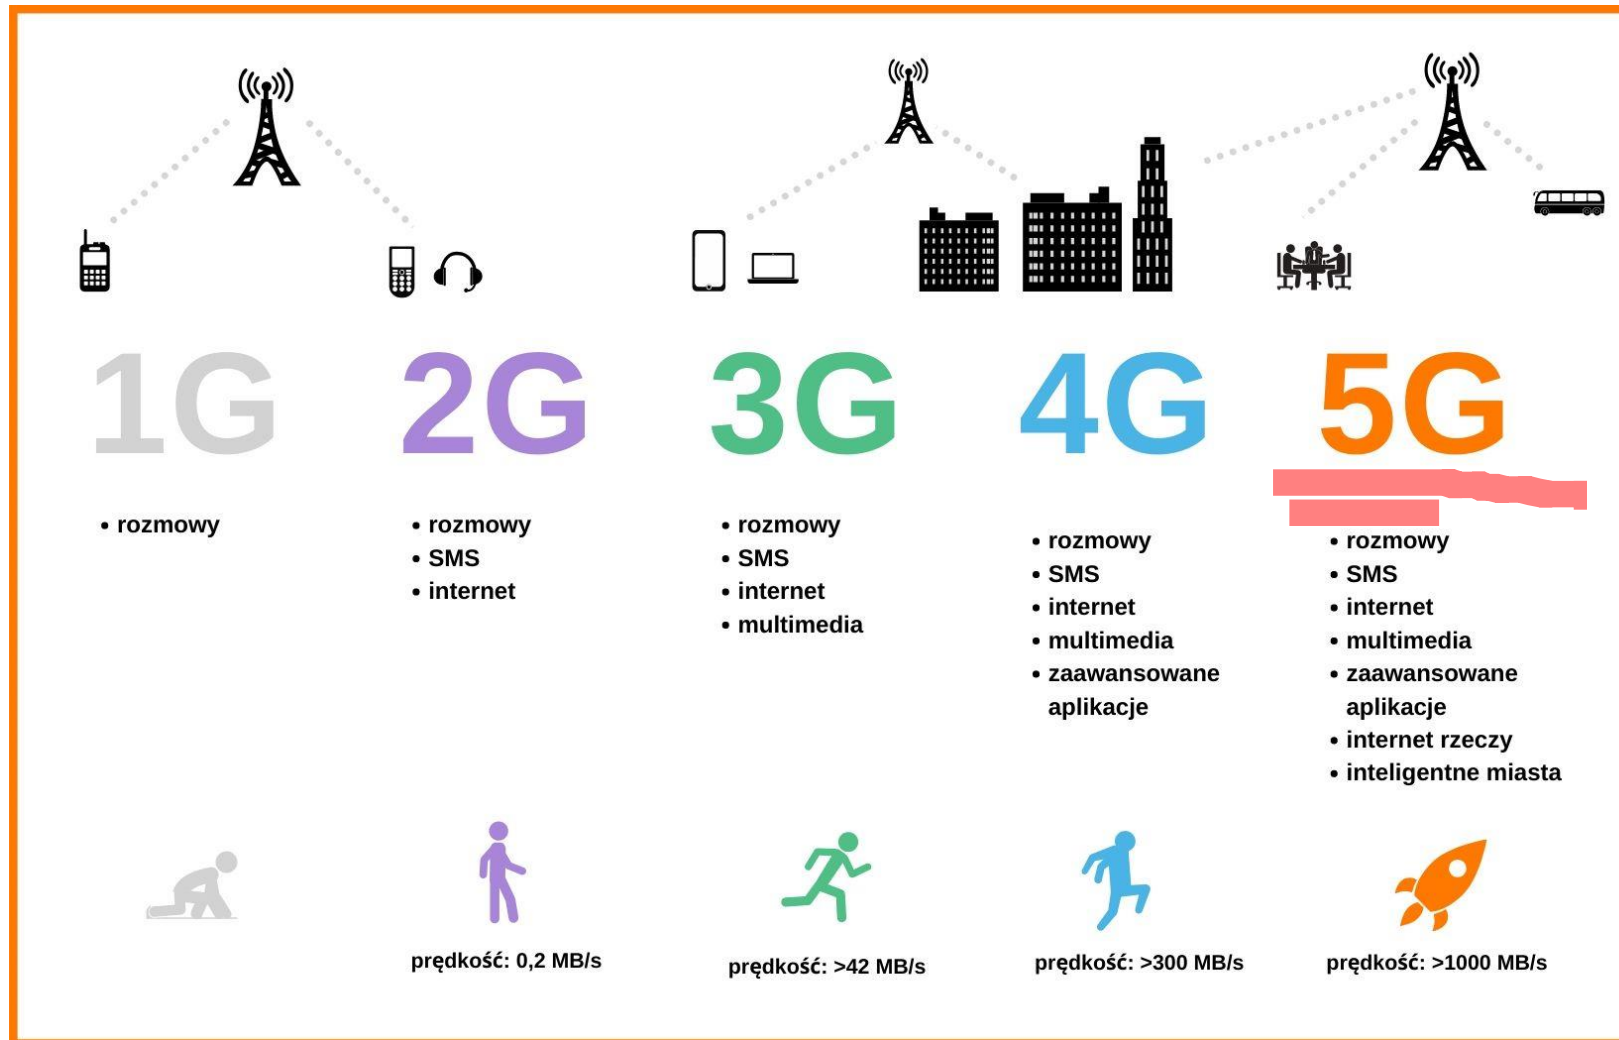 1G
• rozmowy
2G
• rozmowy
• SMS
• internet
prędkość: 0,2 MB/s
3G
• rozmowy
• SMS
• internet
• multimedia
prędkość: >42 MB/s
4G
• rozmowy
• SMS
• internet
• multimedia
• zaawansowane
aplikacje
prędkość: >300 MB/s
5G
• rozmowy
• SMS
• internet
• multimedia
• zaawansowane
aplikacje
• internet rzeczy
• inteligentne miasta
prędkość: >1000 MB/s